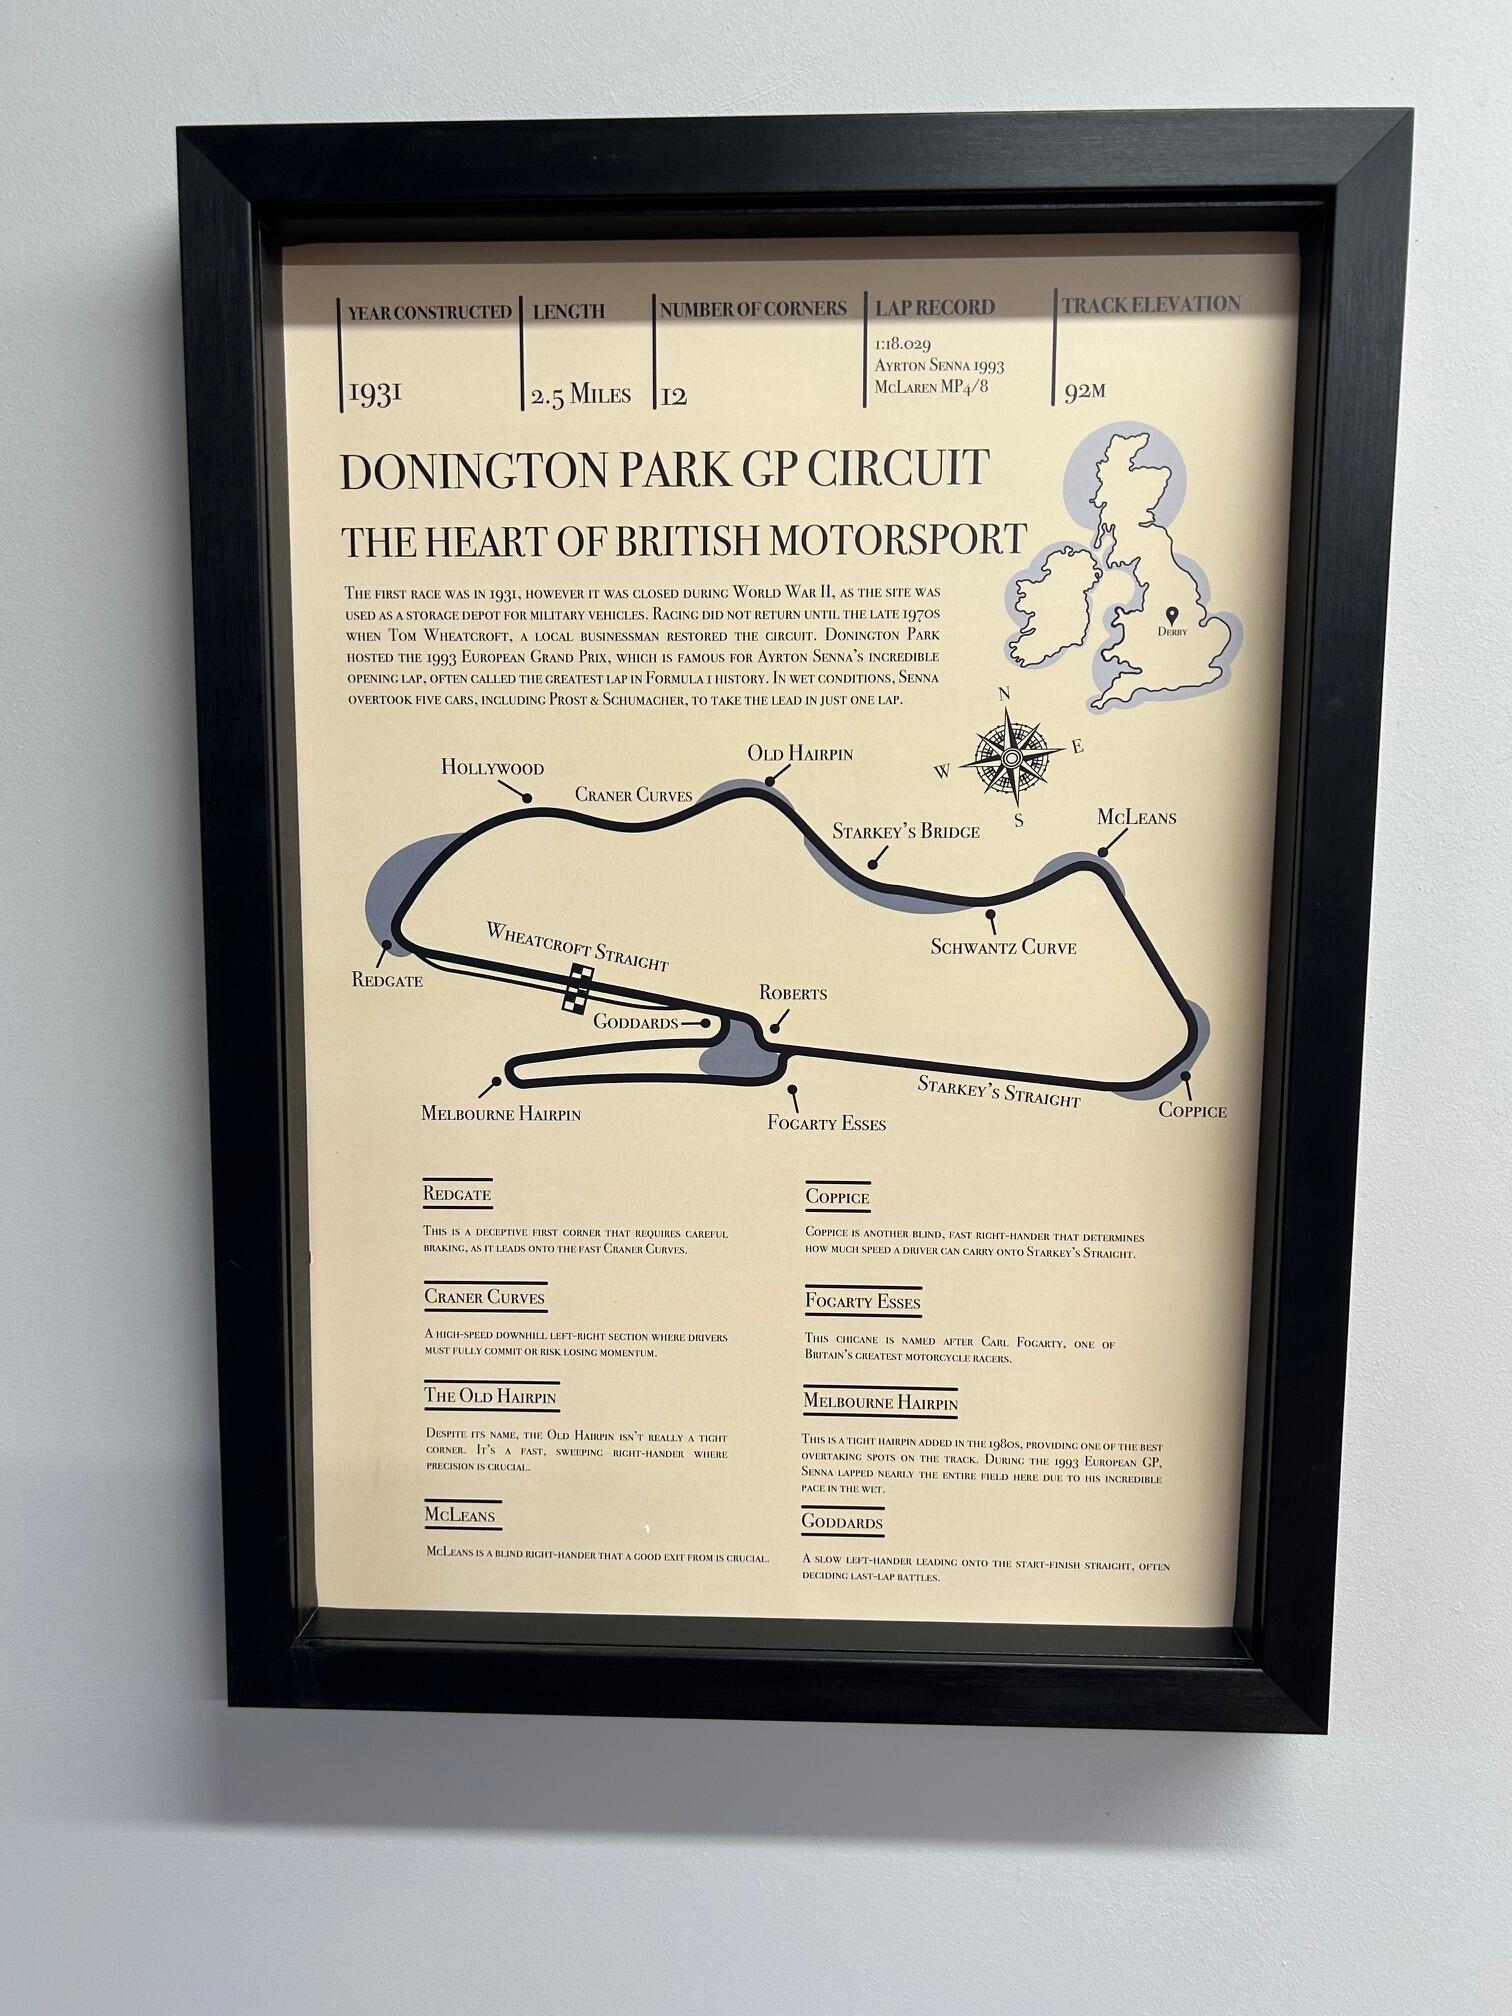 YEAR CONSTRUCTED
1931
LENGTH
2.5 MILES
NUMBER OF CORNERS
12
LAP RECORD
1:18.029
AYRTON SENNA 1993
MCLAREN MP4/8
TRACK ELEVATION
92M
DONINGTON PARK GP CIRCUIT
THE HEART OF BRITISH MOTORSPORT
THE FIRST RACE WAS IN 1931, HOWEVER IT WAS CLOSED DURING WORLD WAR II, AS THE SITE WAS
USED AS A STORAGE DEPOT FOR MILITARY VEHICLES. RACING DID NOT RETURN UNTIL THE LATE 1970S
WHEN TOM WHEATCROFT, A LOCAL BUSINESSMAN RESTORED THE CIRCUIT. DONINGTON PARK
HOSTED THE 1993 EUROPEAN GRAND PRIX, WHICH IS FAMOUS FOR AYRTON SENNA'S INCREDIBLE
OPENING LAP, OFTEN CALLED THE GREATEST LAP IN FORMULA 1 HISTORY. IN WET CONDITIONS, SENNA
OVERTOOK FIVE CARS, INCLUDING PROST & SCHUMACHER, TO TAKE THE LEAD IN JUST ONE LAP.
DERBY
N
E
W
S
HOLLYWOOD
CRANER CURVES
OLD HAIRPIN
STARKEY'S BRIDGE
MCLEANS
SCHWANTZ CURVE
WHEATCROFT STRAIGHT
REDGATE
ROBERTS
GODDARDS
STARKEY'S STRAIGHT
COPPICE
MELBOURNE HAIRPIN
FOGARTY ESSES
REDGATE
THIS IS A DECEPTIVE FIRST CORNER THAT REQUIRES CAREFUL
BRAKING, AS IT LEADS ONTO THE FAST CRANER CURVES.
CRANER CURVES
A HIGH-SPEED DOWNHILL LEFT-RIGHT SECTION WHERE DRIVERS
MUST FULLY COMMIT OR RISK LOSING MOMENTUM.
THE OLD HAIRPIN
DESPITE ITS NAME, THE OLD HAIRPIN ISN'T REALLY A TIGHT
CORNER. IT'S A FAST, SWEEPING RIGHT-HANDER WHERE
PRECISION IS CRUCIAL.
MCLEANS
MCLEANS IS A BLIND RIGHT-HANDER THAT A GOOD EXIT FROM IS CRUCIAL.
COPPICE
COPPICE IS ANOTHER BLIND, FAST RIGHT-HANDER THAT DETERMINES
HOW MUCH SPEED A DRIVER CAN CARRY ONTO STARKEY'S STRAIGHT.
FOGARTY ESSES
THIS CHICANE IS NAMED AFTER CARL FOGARTY, ONE OF
BRITAIN'S GREATEST MOTORCYCLE RACERS.
MELBOURNE HAIRPIN
THIS IS A TIGHT HAIRPIN ADDED IN THE 1980S, PROVIDING ONE OF THE BEST
OVERTAKING SPOTS ON THE TRACK. DURING THE 1993 EUROPEAN GP,
SENNA LAPPED NEARLY THE ENTIRE FIELD HERE DUE TO HIS INCREDIBLE
PACE IN THE WET.
GODDARDS
A SLOW LEFT-HANDER LEADING ONTO THE START-FINISH STRAIGHT, OFTEN
DECIDING LAST-LAP BATTLES.